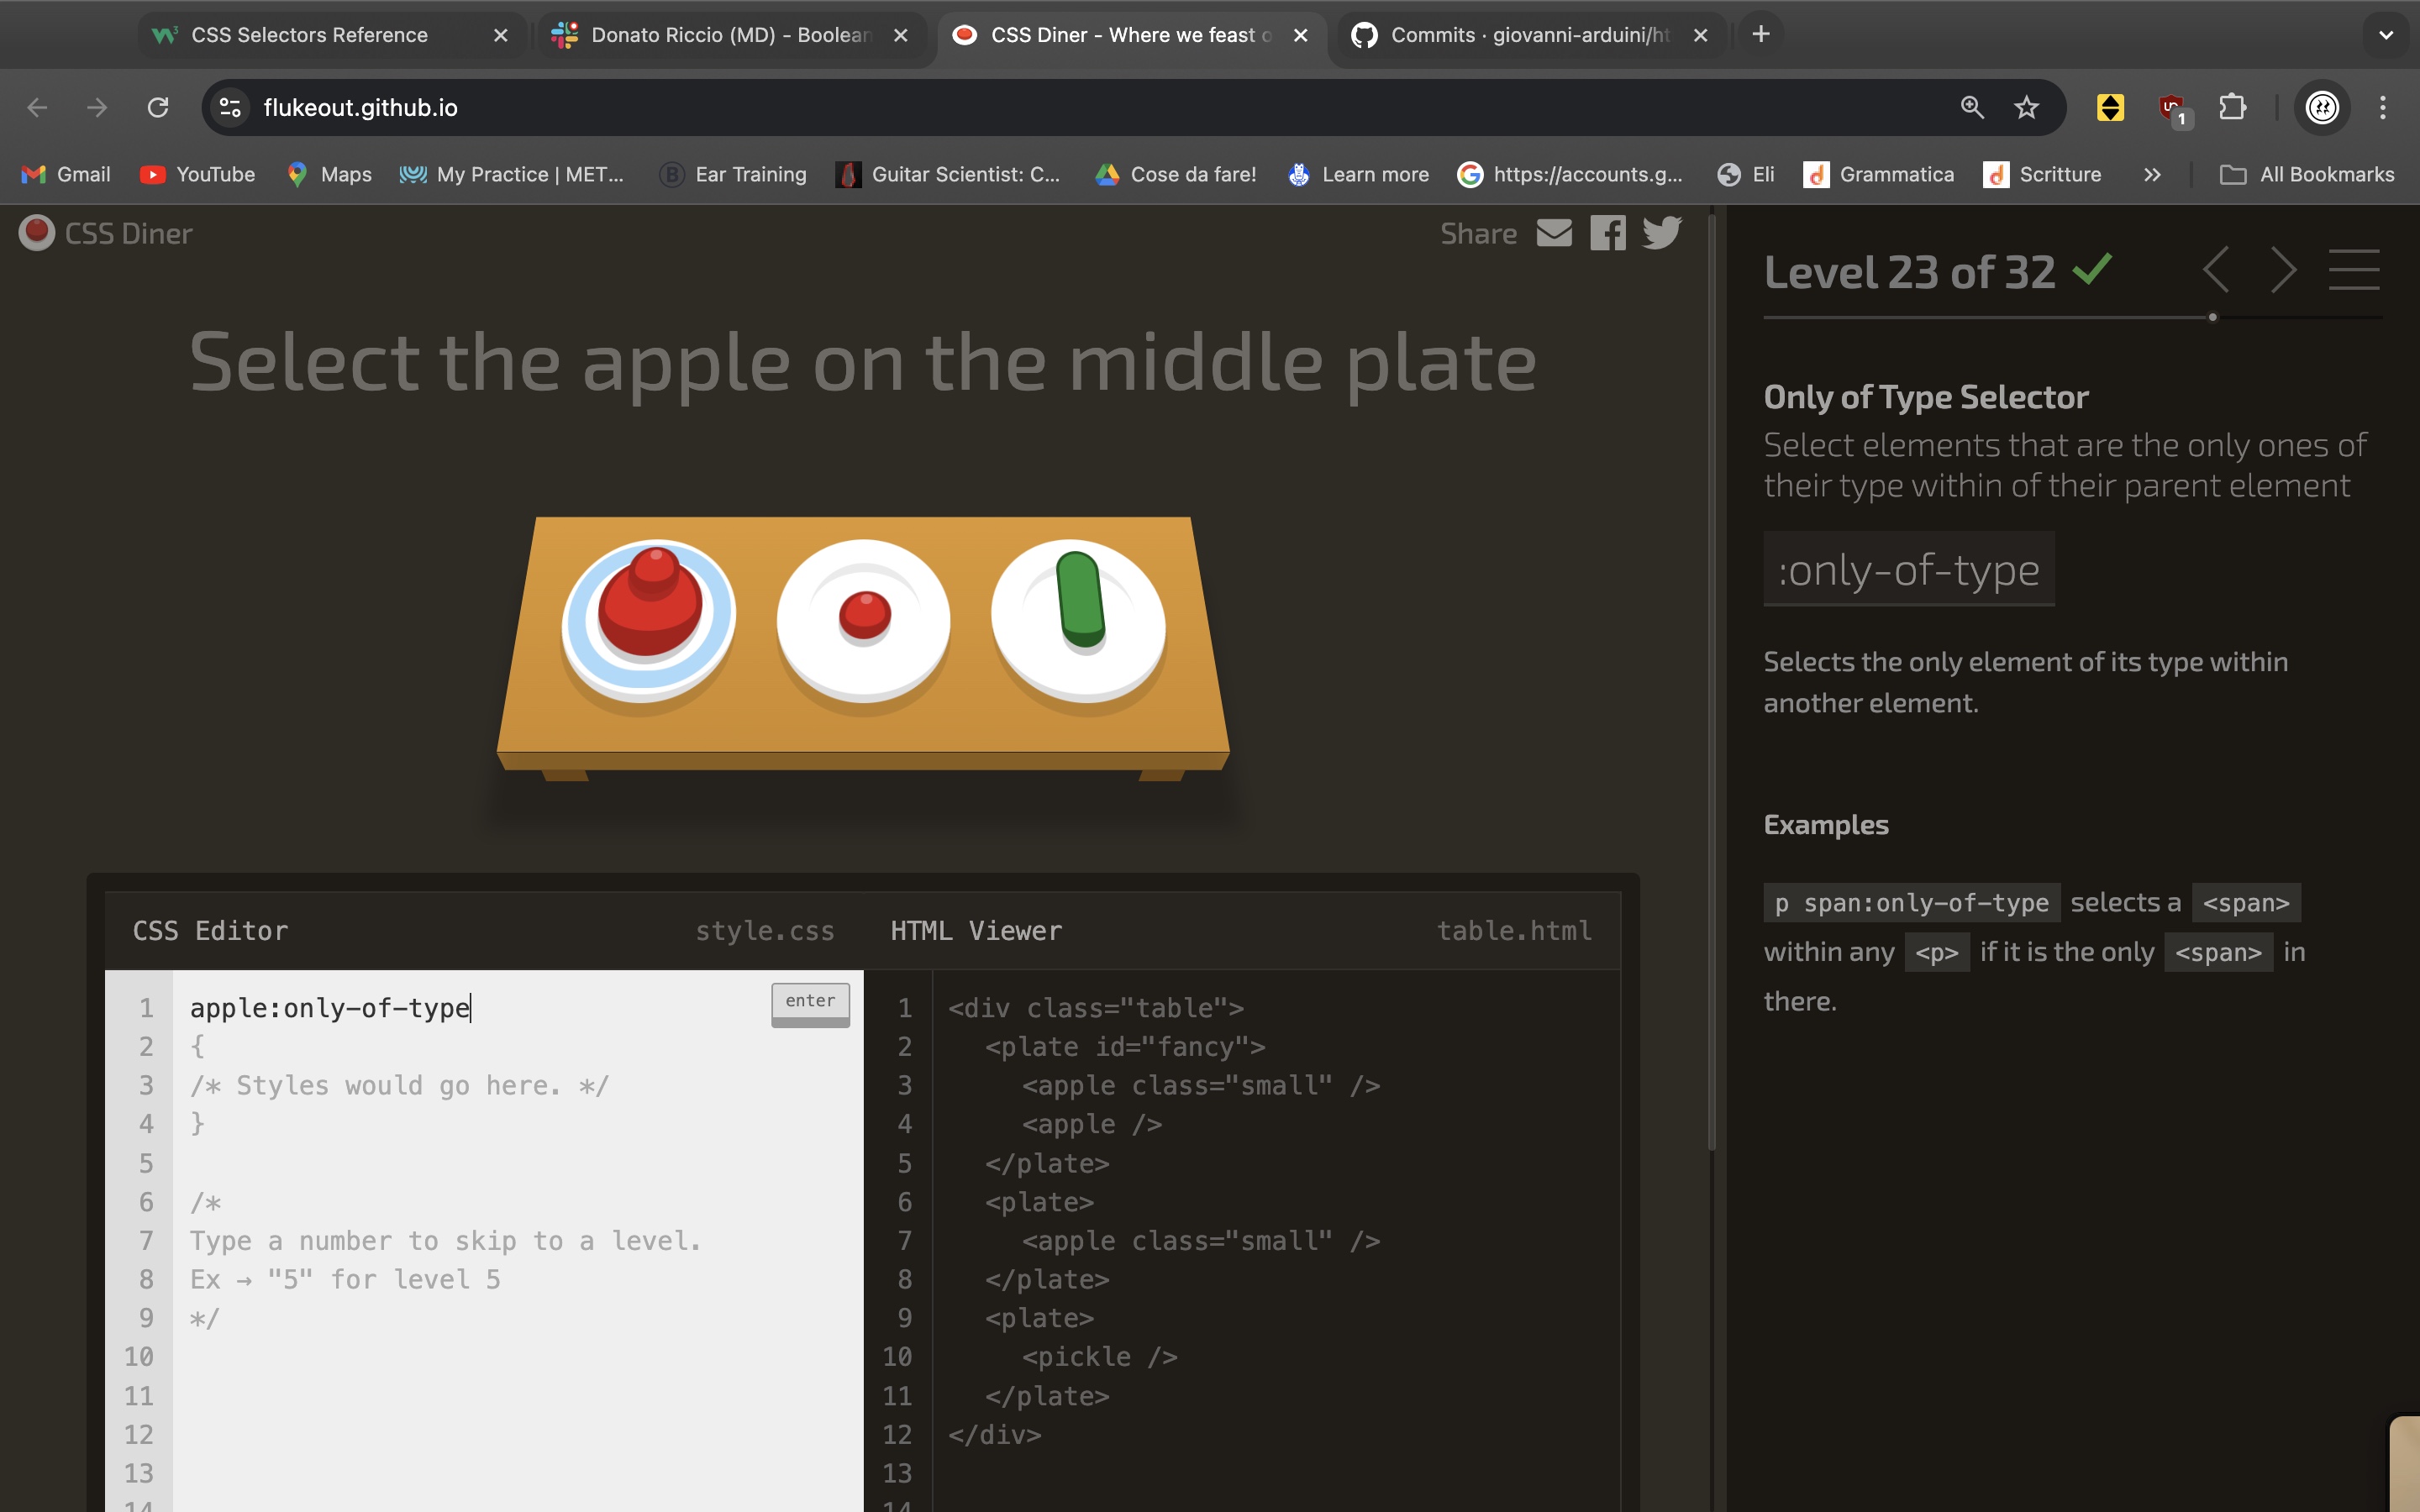 CSS Selectors Reference
Donato Riccio (MD) - Boolean
CSS Diner - Where we feast o
Commits · giovanni-arduini/ht
flukeout.github.io
1
Gmail
YouTube
Maps
My Practice | MET...
Ear Training
Guitar Scientist: C...
Cose da fare!
Learn more
https://accounts.g...
Eli
Grammatica
Scritture
All Bookmarks
CSS Diner
Share
Select the apple on the middle plate
CSS Editor
style.css
1 apple:only-of-type
enter
2 {
3 /* Styles would go here. */
4 }
5
6 /*
7 Type a number to skip to a level.
8 Ex → "5" for level 5
9 */
10
11
12
13
14
HTML Viewer
table.html
1 <div class="table">
2 <plate id="fancy">
3 <apple class="small" />
4 <apple />
5 </plate>
6 <plate>
7 <apple class="small" />
8 </plate>
9 <plate>
10 <pickle />
11 </plate>
12 </div>
13
14
Level 23 of 32
Only of Type Selector
Select elements that are the only ones of
their type within of their parent element
:only-of-type
Selects the only element of its type within
another element.
Examples
p span:only-of-type selects a <span>
within any <p> if it is the only <span> in
there.